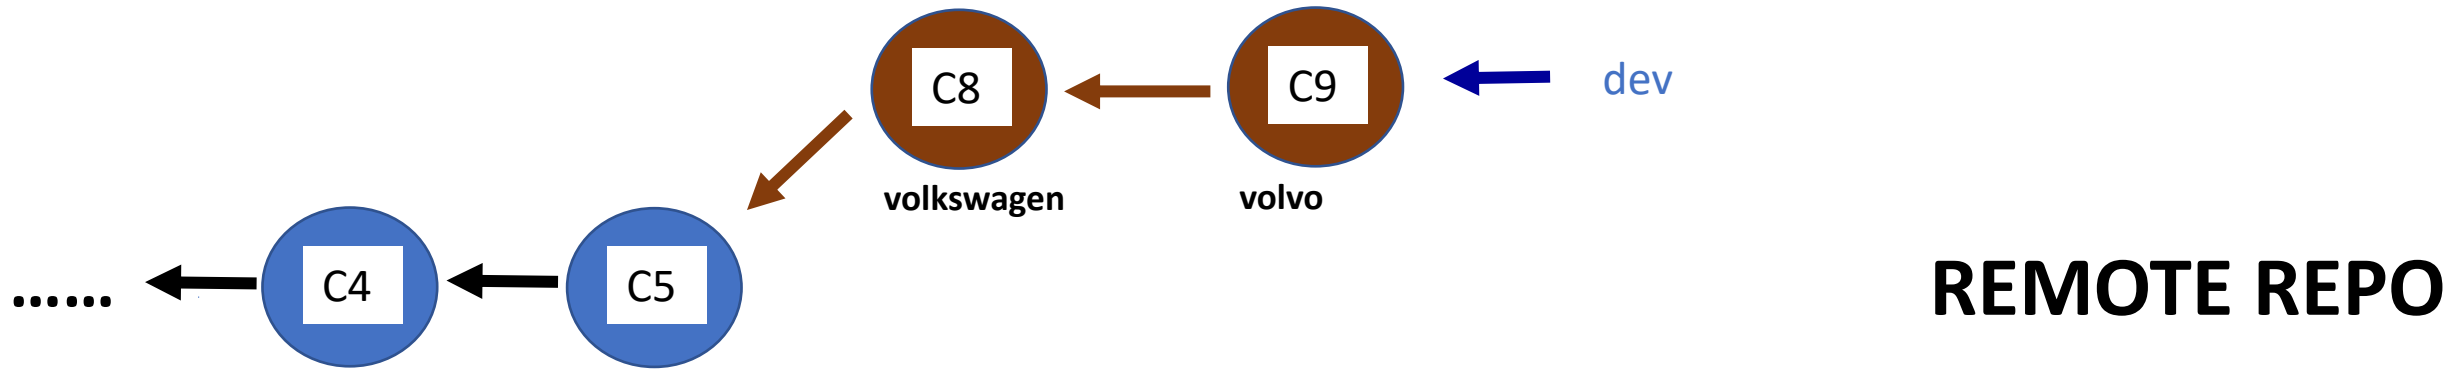 C8
C9
dev
volkswagen
volvo
......
C4
C5
REMOTE REPO